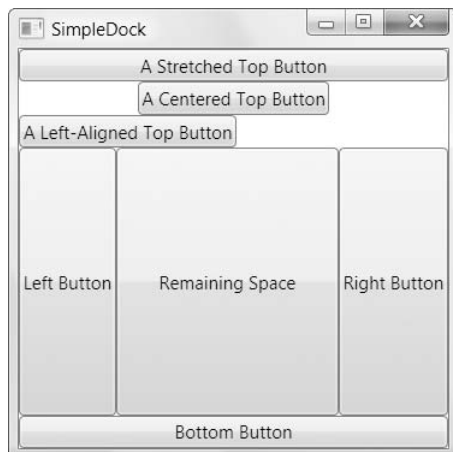 SimpleDock
A Stretched Top Button
A Centered Top Button
A Left-Aligned Top Button
Left Button
Remaining Space
Right Button
Bottom Button